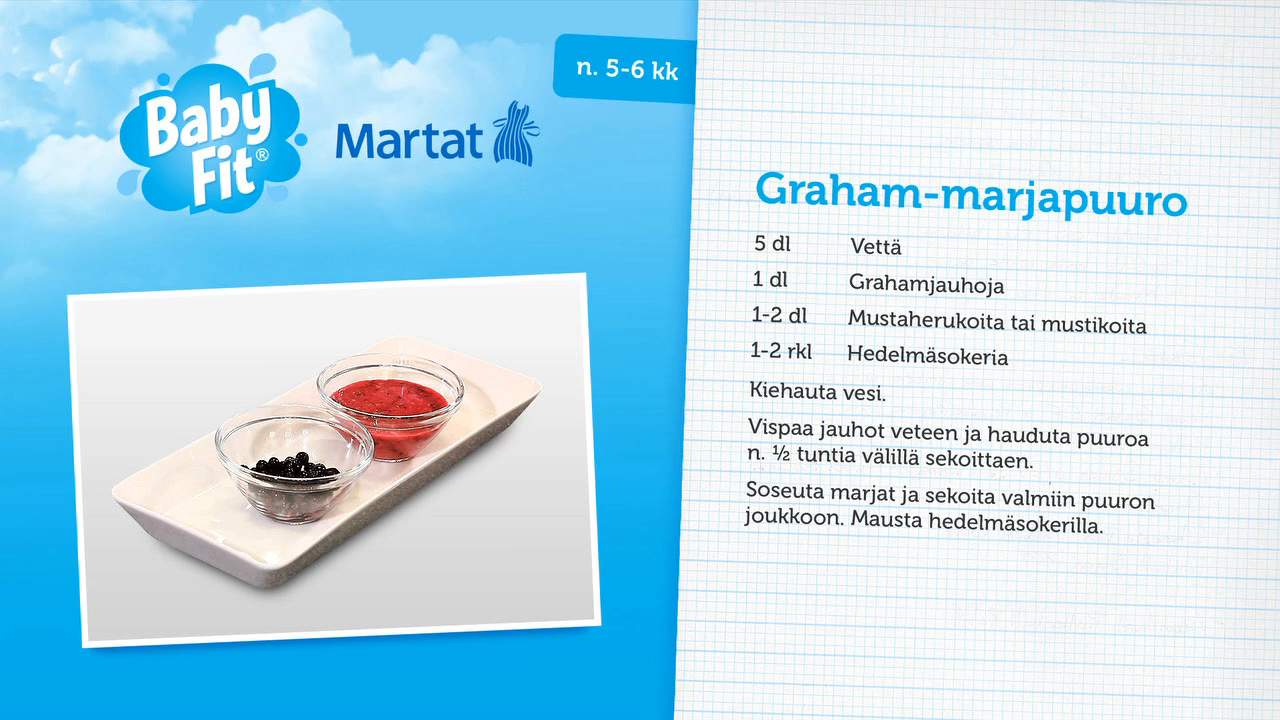 Baby
Fit®
Martat
n. 5-6 kk
Graham-marjapuuro
5 dl Vettä
1 dl Grahamjauhoja
1-2 dl Mustaherukoita tai mustikoita
1-2 rkl Hedelmäsokeria
Kiehauta vesi.
Vispaa jauhot veteen ja hauduta puuroa
n. ½ tuntia välillä sekoittaen.
Soseuta marjat ja sekoita valmiin puuron
joukkoon. Mausta hedelmäsokerilla.